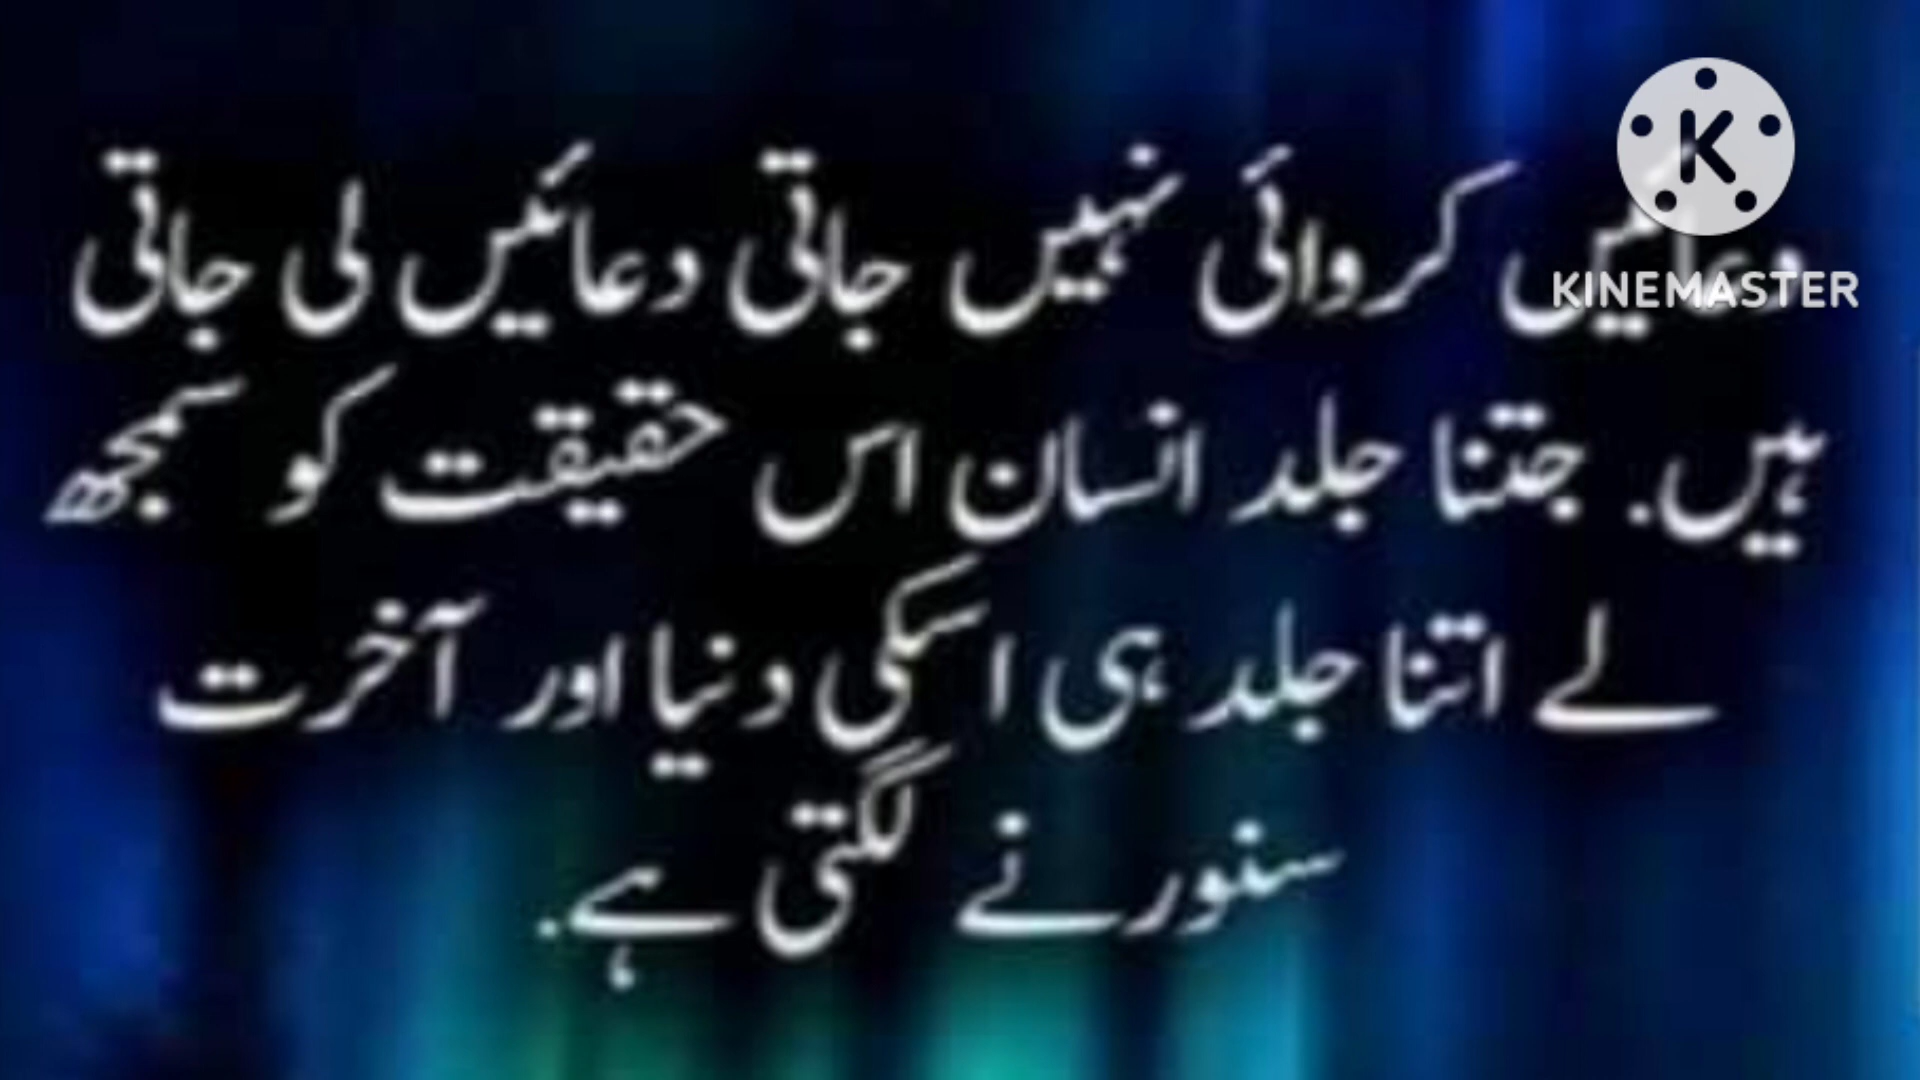 KINEMASTER
دعائیں کروائی نہیں جاتی دعائیں لی جاتی
ہیں. جتنا جلد انسان اس حقیقت کو سمجھ
لے اتنا جلد ہی اسکی دنیا اور آخرت
سنورنے لگتی ہے.